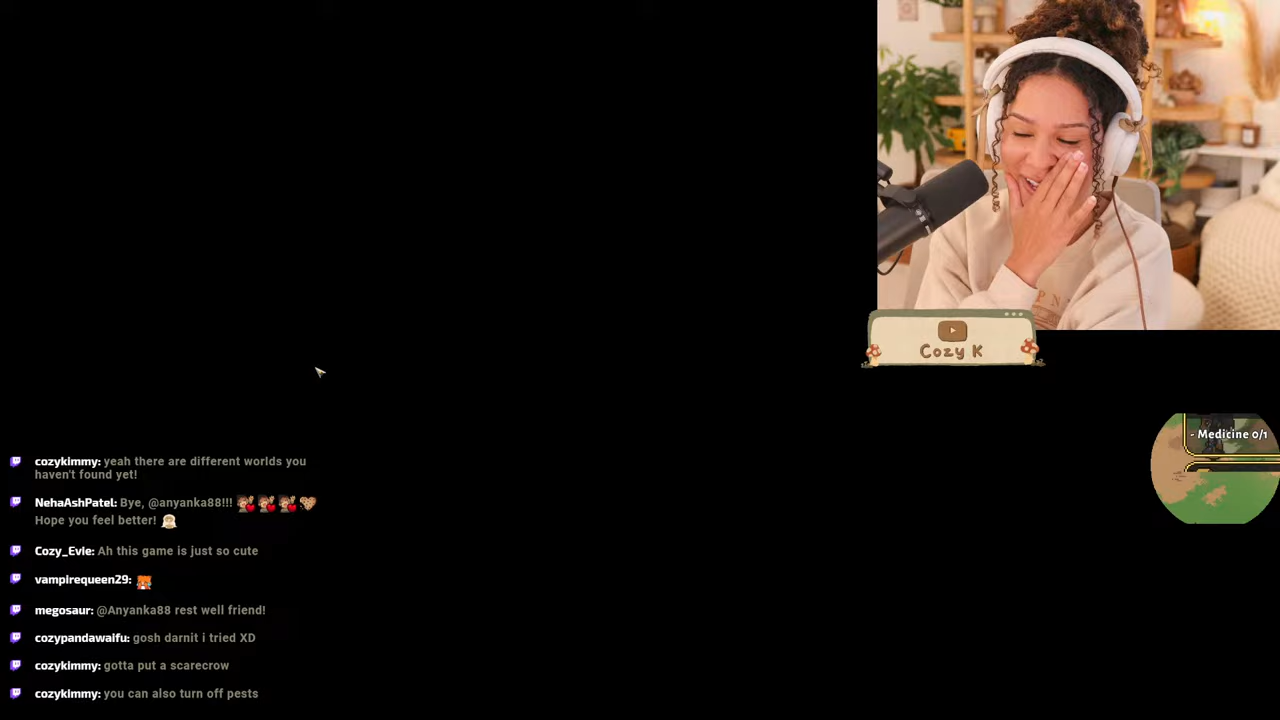 Cozy K
- Medicine 0/1
cozykimmy: yeah there are different worlds you
haven't found yet!
NehaAshPatel: Bye, @anyanka88!!!
Hope you feel better!
Cozy_Evie: Ah this game is just so cute
vampirequeen29:
megosaur: @Anyanka88 rest well friend!
cozypandawaifu: gosh darnit i tried XD
cozykimmy: gotta put a scarecrow
cozykimmy: you can also turn off pests